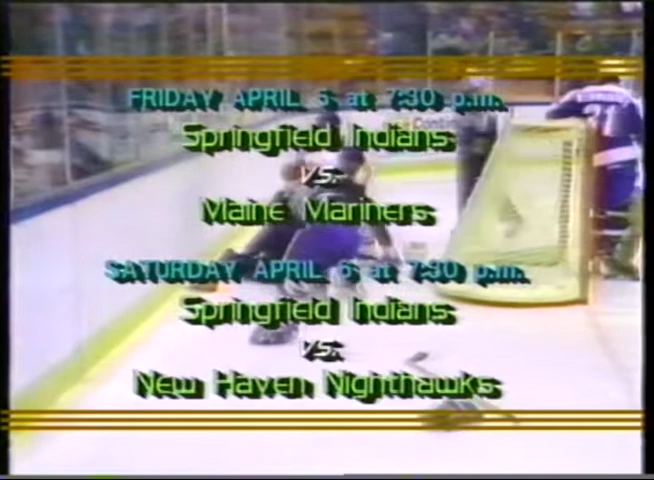 FRIDAY APRIL 5 at 7:30 p.m.
Springfield Indians
vs.
Maine Mariners
SATURDAY APRIL 6 at 7:30 p.m.
Springfield Indians
vs.
New Haven Nighthawks